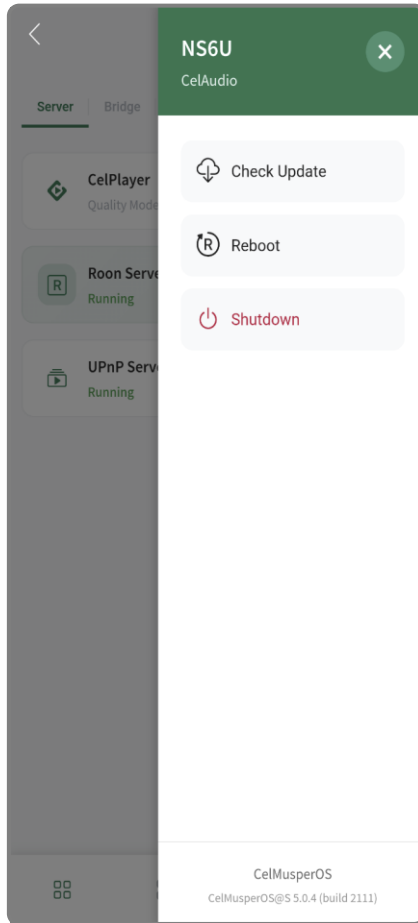 NS6U
CelAudio
Server
Bridge
CelPlayer
Quality Mode
Roon Serve
Running
UPnP Serv
Running
Check Update
Reboot
Shutdown
CelMusperOS
CelMusperOS@S 5.0.4 (build 2111)